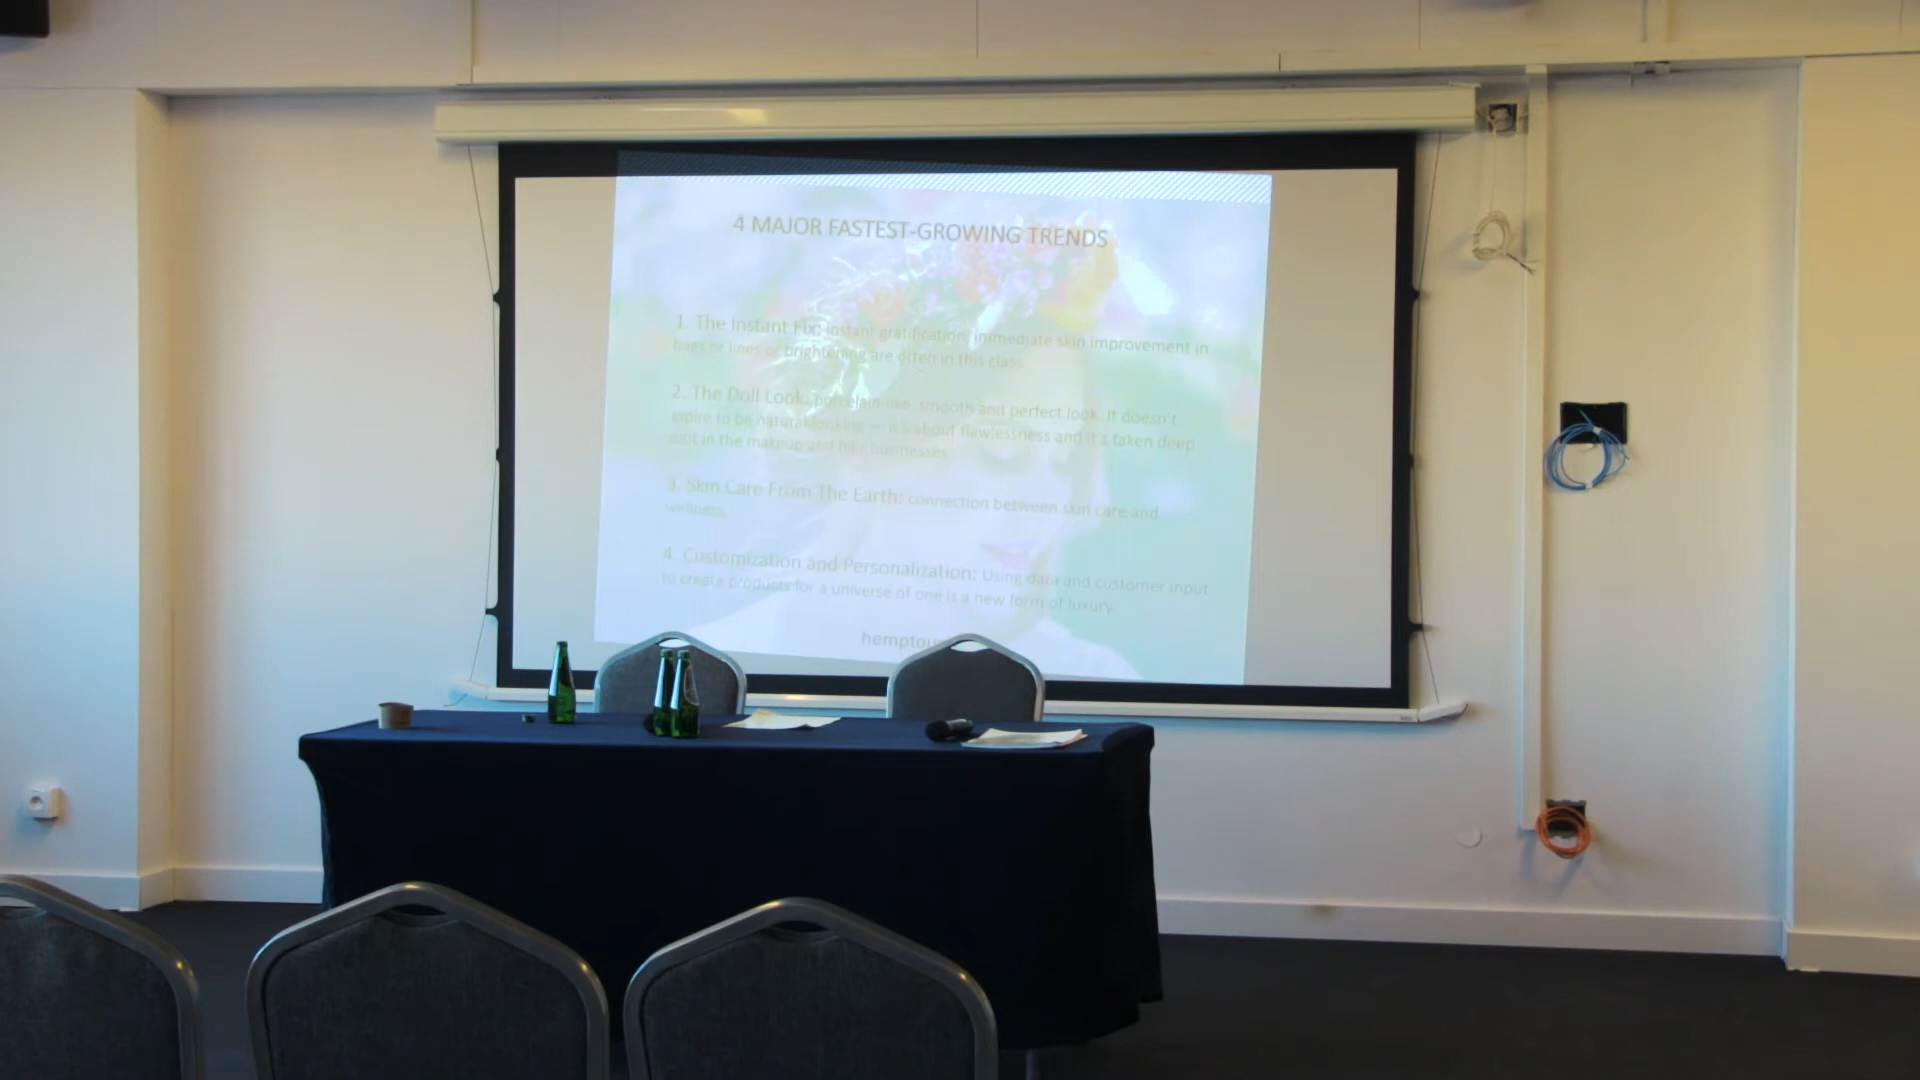 4 MAJOR FASTEST-GROWING TRENDS
1. The Instant Fix: instant gratification, immediate skin improvement in
bags or lines or brightening are often in this class
2. The Doll Look: porcelain-like, smooth and perfect look. It doesn't
aspire to be natural looking — it's about flawlessness and it's taken deep
root in the makeup and hair businesses.
3. Skin Care From The Earth: connection between skin care and
wellness.
4. Customization and Personalization: Using data and customer input
to create products for a universe of one is a new form of luxury.